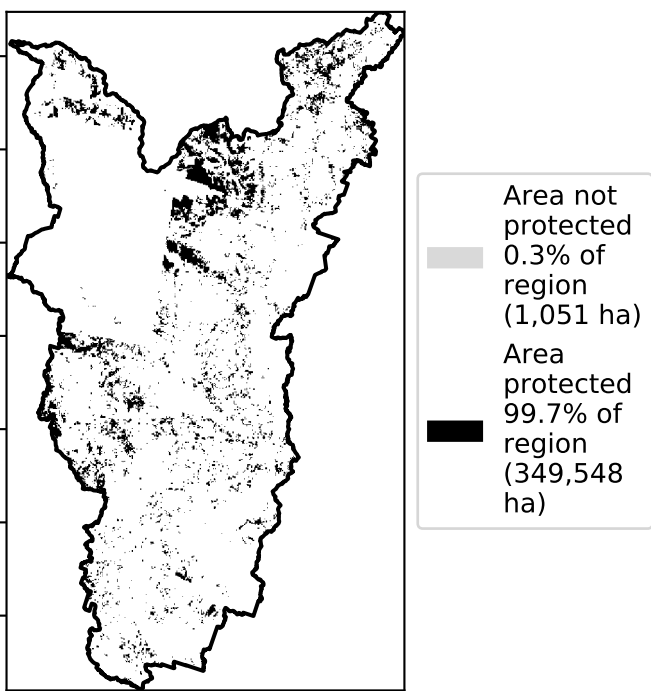 Area not
protected
0.3% of
region
(1,051 ha)
Area
protected
99.7% of
region
(349,548
ha)